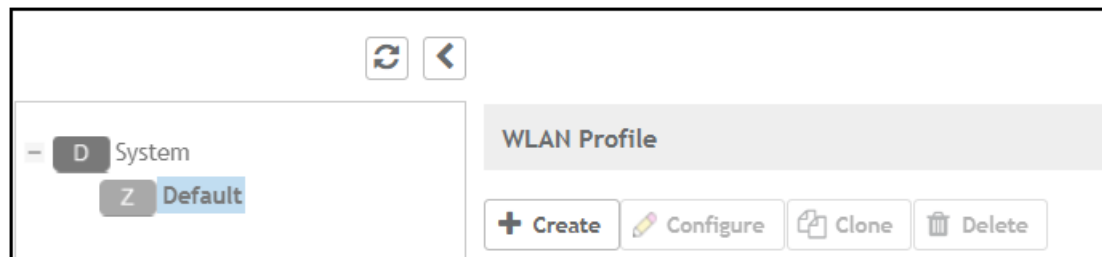 D System
Z Default
WLAN Profile
Create Configure Clone Delete